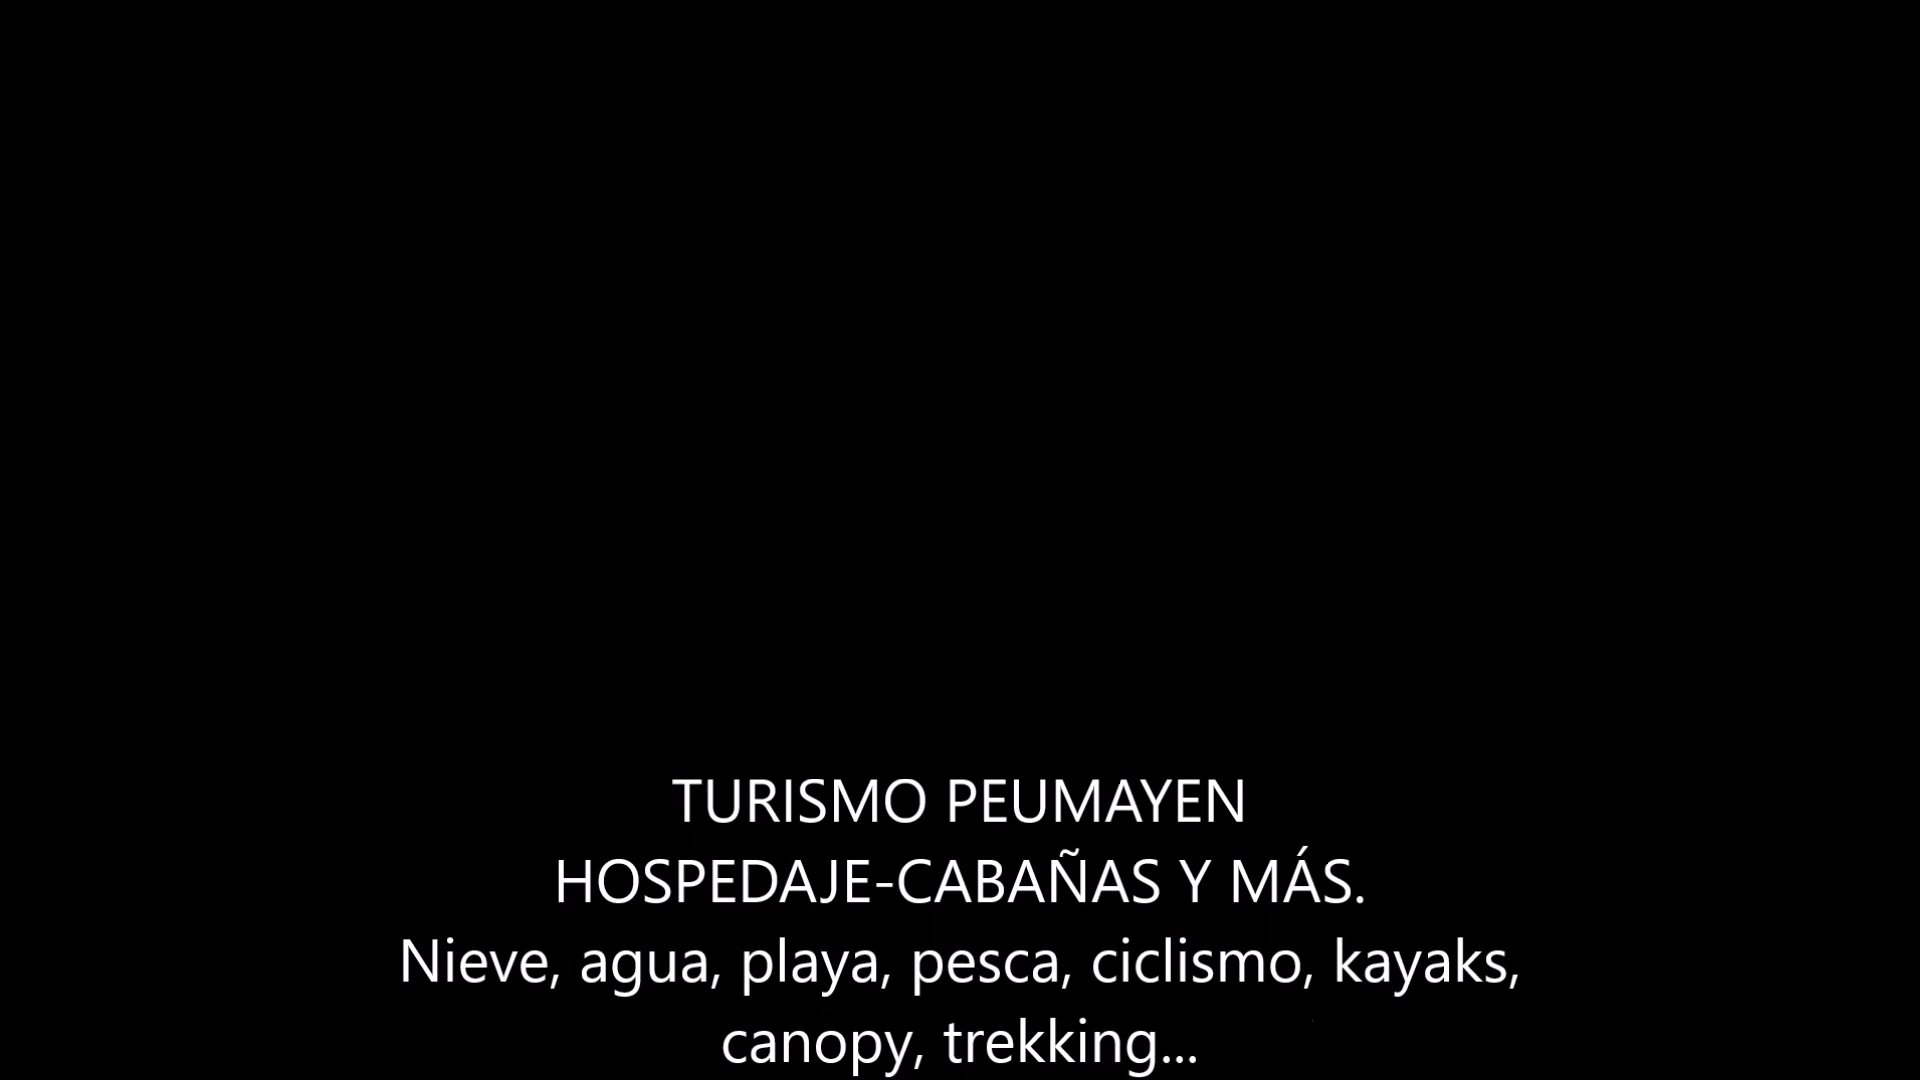 TURISMO PEUMAYEN
HOSPEDAJE-CABAÑAS Y MÁS.
Nieve, agua, playa, pesca, ciclismo, kayaks,
canopy, trekking...